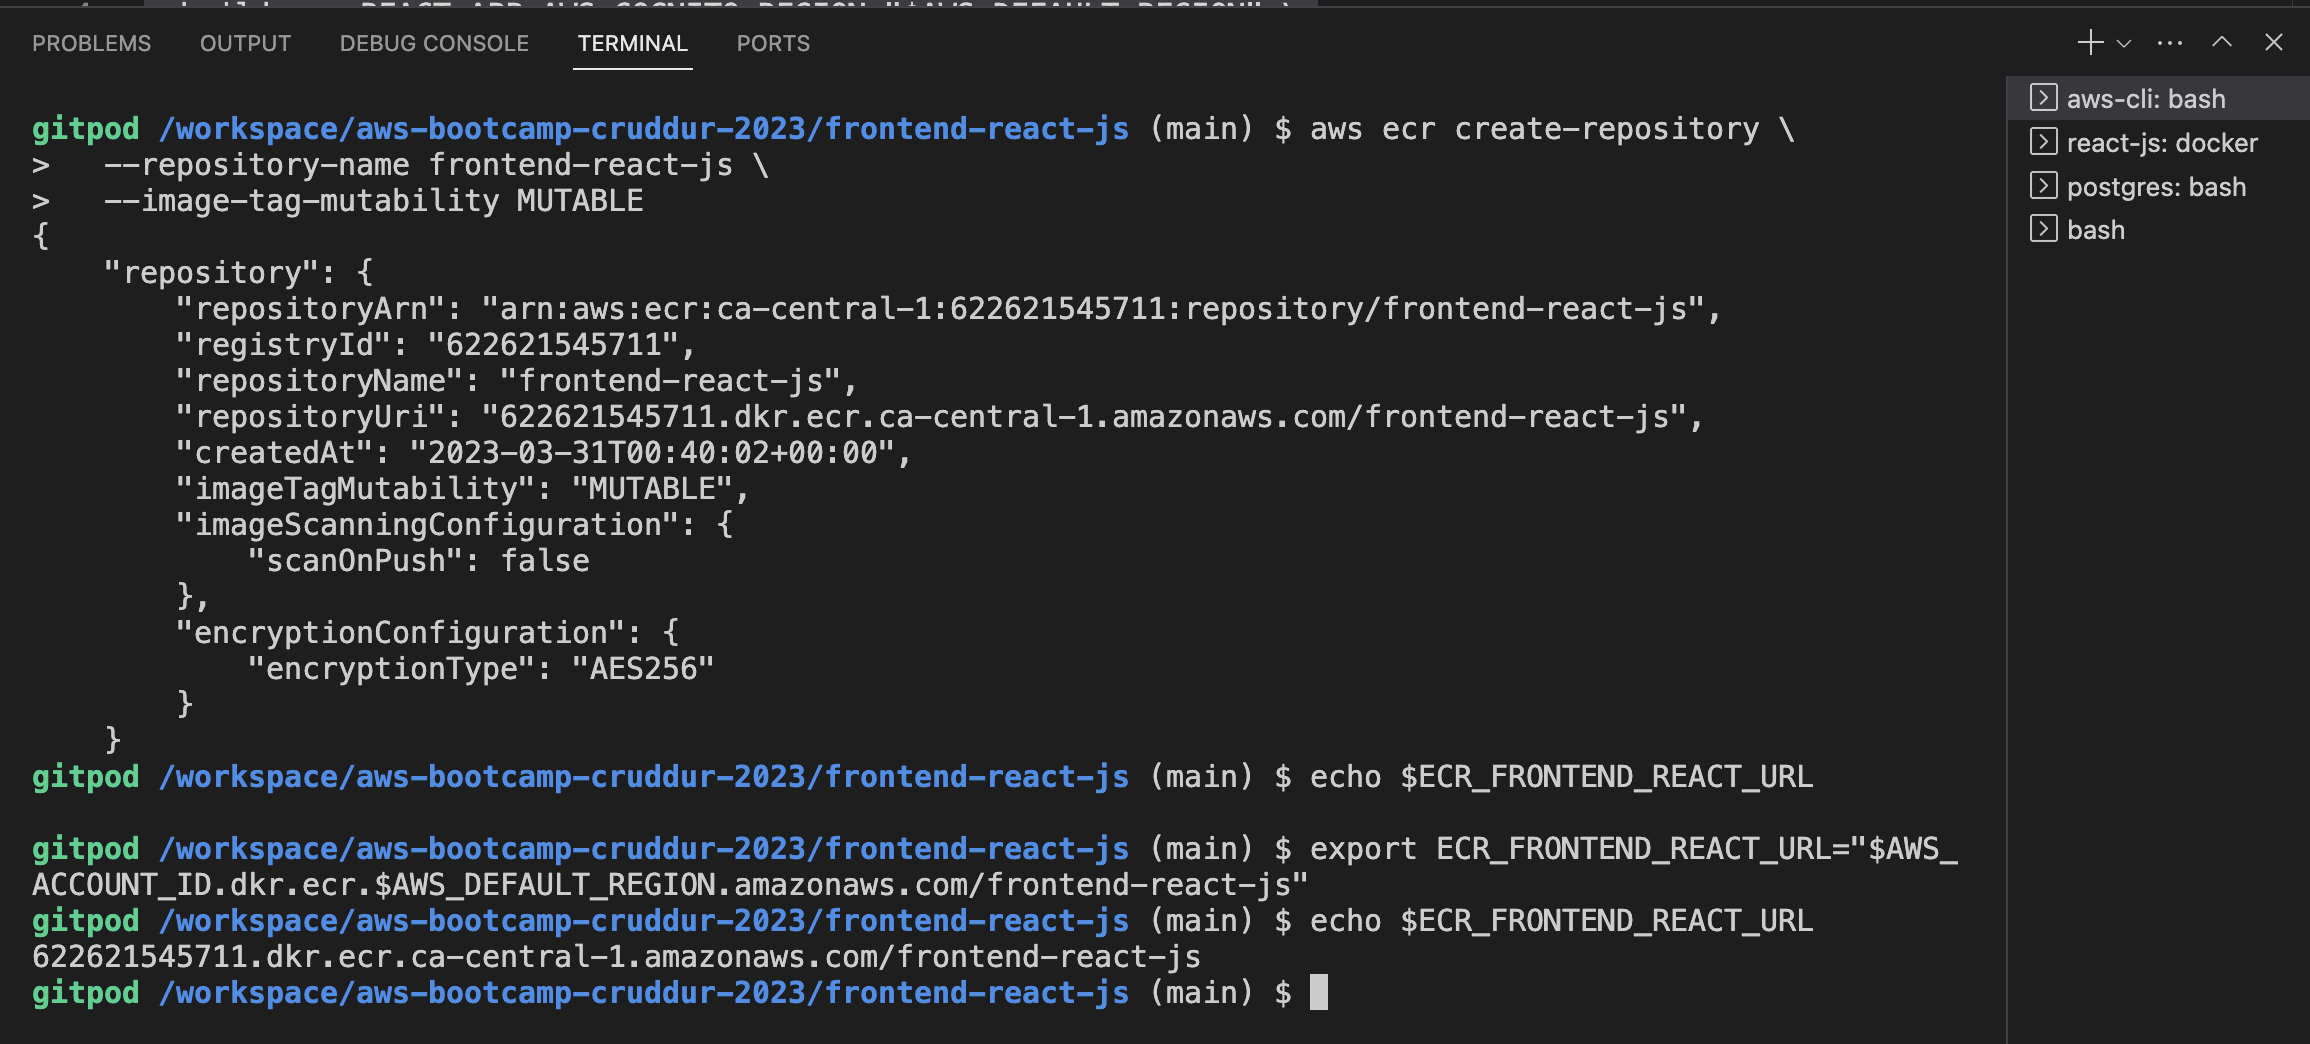 PROBLEMS OUTPUT DEBUG CONSOLE TERMINAL PORTS
gitpod /workspace/aws-bootcamp-cruddur-2023/frontend-react-js (main) $ aws ecr create-repository \
>   --repository-name frontend-react-js \
>   --image-tag-mutability MUTABLE
{
    "repository": {
        "repositoryArn": "arn:aws:ecr:ca-central-1:622621545711:repository/frontend-react-js",
        "registryId": "622621545711",
        "repositoryName": "frontend-react-js",
        "repositoryUri": "622621545711.dkr.ecr.ca-central-1.amazonaws.com/frontend-react-js",
        "createdAt": "2023-03-31T00:40:02+00:00",
        "imageTagMutability": "MUTABLE",
        "imageScanningConfiguration": {
            "scanOnPush": false
        },
        "encryptionConfiguration": {
            "encryptionType": "AES256"
        }
    }
gitpod /workspace/aws-bootcamp-cruddur-2023/frontend-react-js (main) $ echo $ECR_FRONTEND_REACT_URL

gitpod /workspace/aws-bootcamp-cruddur-2023/frontend-react-js (main) $ export ECR_FRONTEND_REACT_URL="$AWS_
ACCOUNT_ID.dkr.ecr.$AWS_DEFAULT_REGION.amazonaws.com/frontend-react-js"
gitpod /workspace/aws-bootcamp-cruddur-2023/frontend-react-js (main) $ echo $ECR_FRONTEND_REACT_URL
622621545711.dkr.ecr.ca-central-1.amazonaws.com/frontend-react-js
gitpod /workspace/aws-bootcamp-cruddur-2023/frontend-react-js (main) $
aws-cli: bash
react-js: docker
postgres: bash
bash